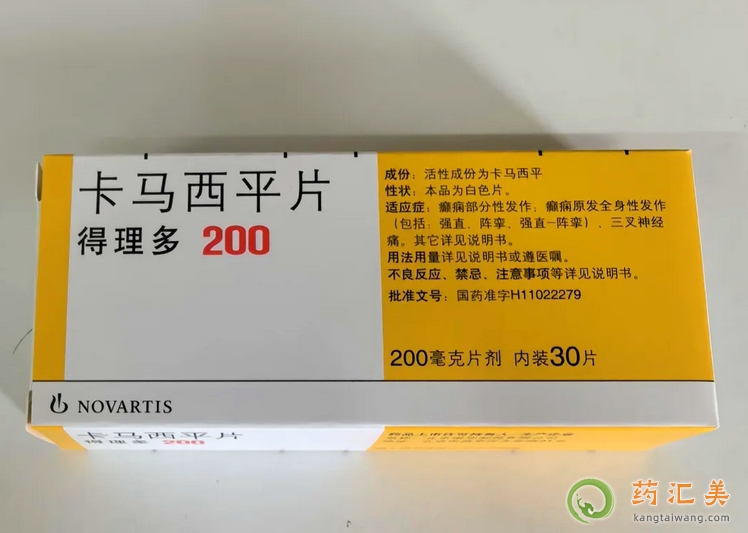 卡马西平片
得理多 200
成份：活性成份为卡马西平
性状：本品为白色片。
适应症：癫痫部分性发作；癫痫原发全身性发作
（包括：强直、阵挛、强直-阵挛）、三叉神经
痛。其它详见说明书。
用法用量详见说明书或遵医嘱。
不良反应、禁忌、注意事项等详见说明书。
批准文号：国药准字H11022279
200毫克片剂 内装30片
NOVARTIS
卡马西平片
得理多 200
药汇美
kangtaiwang.com